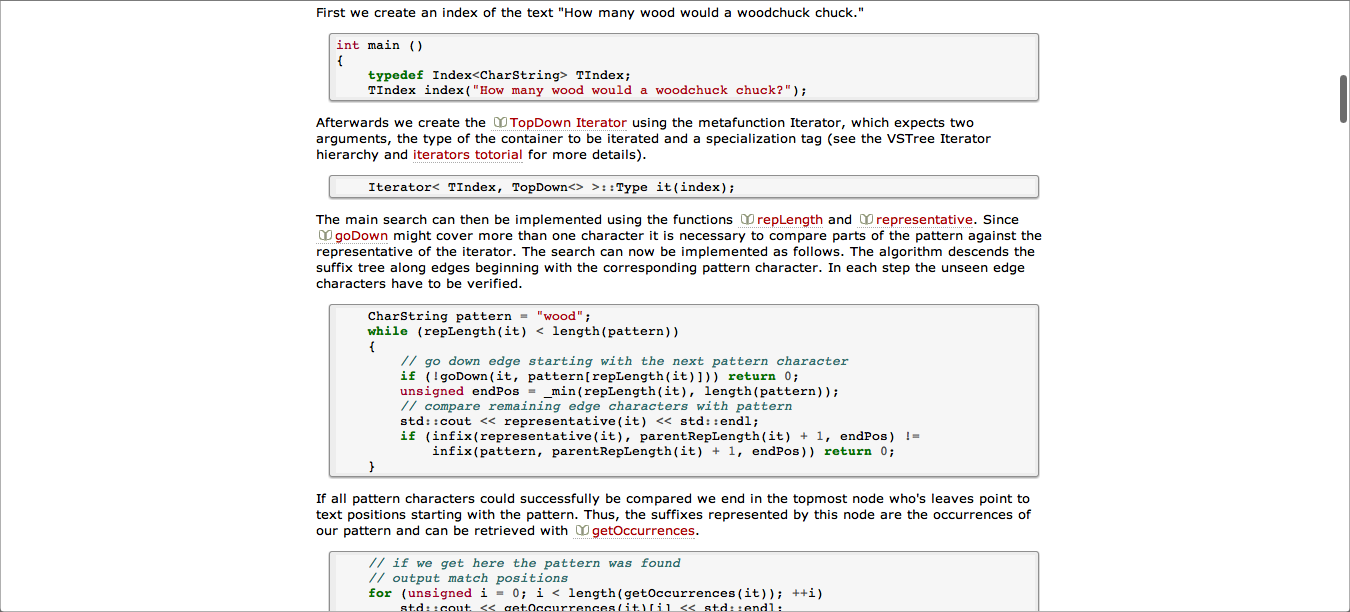 First we create an index of the text "How many wood would a woodchuck chuck."
int main ()
{
typedef Index<CharString> TIndex;
TIndex index("How many wood would a woodchuck chuck?");
Afterwards we create the TopDown Iterator using the metafunction Iterator, which expects two
arguments, the type of the container to be iterated and a specialization tag (see the VSTree Iterator
hierarchy and iterators totorial for more details).
Iterator< TIndex, TopDown<> >::Type it(index);
The main search can then be implemented using the functions repLength and representative. Since
goDown might cover more than one character it is necessary to compare parts of the pattern against the
representative of the iterator. The search can now be implemented as follows. The algorithm descends the
suffix tree along edges beginning with the corresponding pattern character. In each step the unseen edge
characters have to be verified.
CharString pattern = "wood";
while (repLength(it) < length(pattern))
{
// go down edge starting with the next pattern character
if (!goDown(it, pattern[repLength(it)])) return 0;
unsigned endPos = _min(repLength(it), length(pattern));
// compare remaining edge characters with pattern
std::cout << representative(it) << std::endl;
if (infix(representative(it), parentRepLength(it) + 1, endPos) !=
infix(pattern, parentRepLength(it) + 1, endPos)) return 0;
}
If all pattern characters could successfully be compared we end in the topmost node who's leaves point to
text positions starting with the pattern. Thus, the suffixes represented by this node are the occurrences of
our pattern and can be retrieved with getOccurrences.
// if we get here the pattern was found
// output match positions
for (unsigned i = 0; i < length(getOccurrences(it)); ++i)
std::cout << getOccurrences(it)[i] << std::endl;